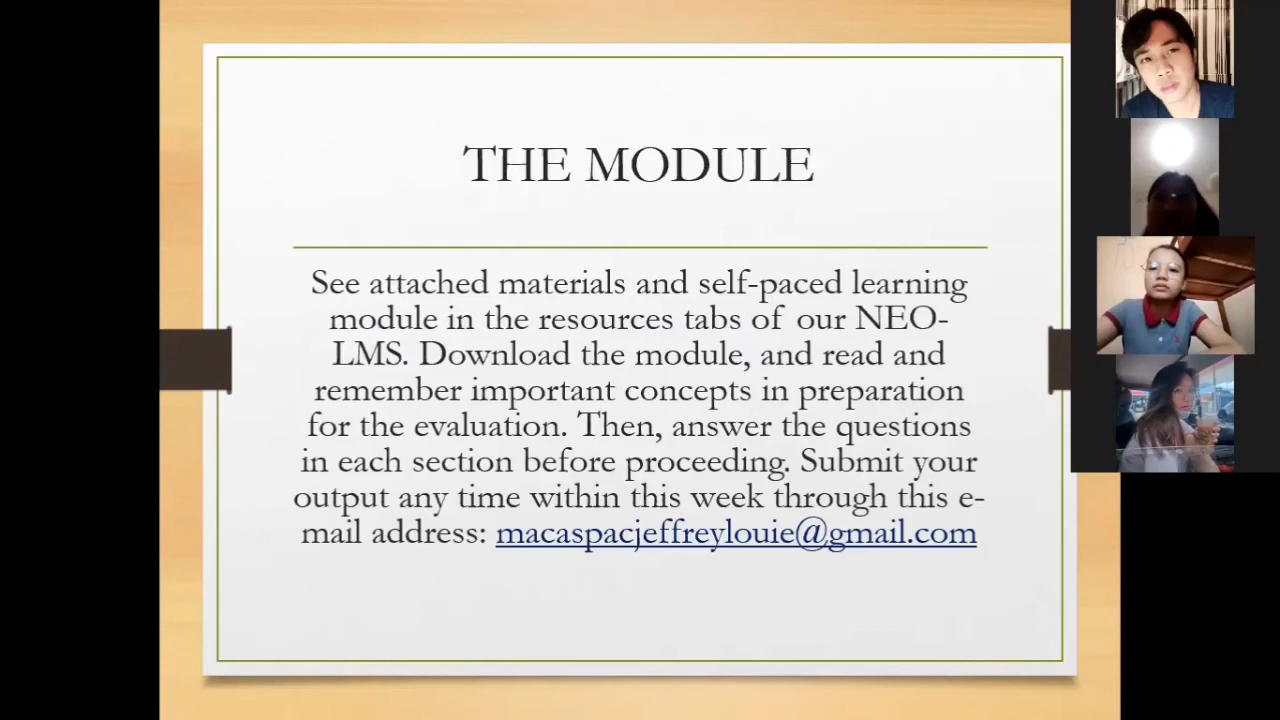 THE MODULE
See attached materials and self-paced learning
module in the resources tabs of our NEO-
LMS. Download the module, and read and
remember important concepts in preparation
for the evaluation. Then, answer the questions
in each section before proceeding. Submit your
output any time within this week through this e-
mail address: macaspacjeffreylouie@gmail.com